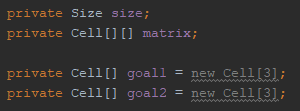 private Size size;
private Cell[][] matrix;
private Cell[] goal1 = new Cell[3];
private Cell[] goal2 = new Cell[3];